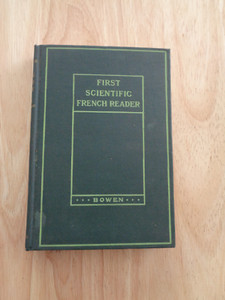 FIRST
SCIENTIFIC
FRENCH READER
BOWEN